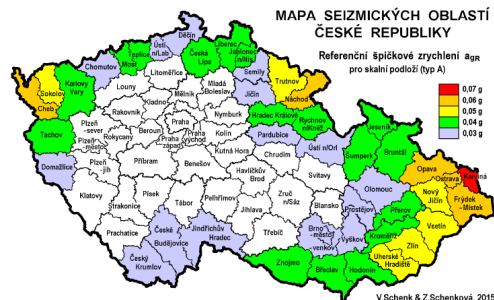 MAPA SEIZMICKÝCH OBLASTÍ
ČESKÉ REPUBLIKY
Referenční špičkové zrychlení agR
pro skalní podloží (typ A)
0,07 g
0,06 g
0,05 g
0,04 g
0,03 g
Děčín
Ústí
n/Lab
Teplice
Most
Chomutov
Česká
Lípa
Liberec
Jablonec
n/Nis
Semily
Trutnov
Jičín
Náchod
Litoměřice
Louny
Mělník
Mladá
Boleslav
Karlovy
Vary
Sokolov
Cheb
Tachov
Domažlice
Rakovník
Kladno
Plzeň
-sever
Plzeň
-město
Plzeň
-jih
Rokycany
Beroun
Praha
Praha
západ
Praha
východ
Nymburk
Kolín
Kutná Hora
Hradec Králové
Rychnov
n/Kněž
Pardubice
Ústí n/Orl
Chrudim
Příbram
Benešov
Havlíčkův
Brod
Klatovy
Písek
Strakonice
Tábor
Pelhřimov
Jihlava
Prachatice
České
Budějovice
Český
Krumlov
Jindřichův
Hradec
Třebíč
Žďár
n/Sáz
Svitavy
Blansko
Brno
-město
-venkov
Vyškov
Prostějov
Olomouc
Šumperk
Jeseník
Bruntál
Opava
Ostrava
Karviná
Nový
Jičín
Frýdek
-Místek
Přerov
Vsetín
Kroměříž
Zlín
Uherské
Hradiště
Znojmo
Břeclav
Hodonín
V.Schenk & Z.Schenková, 2015